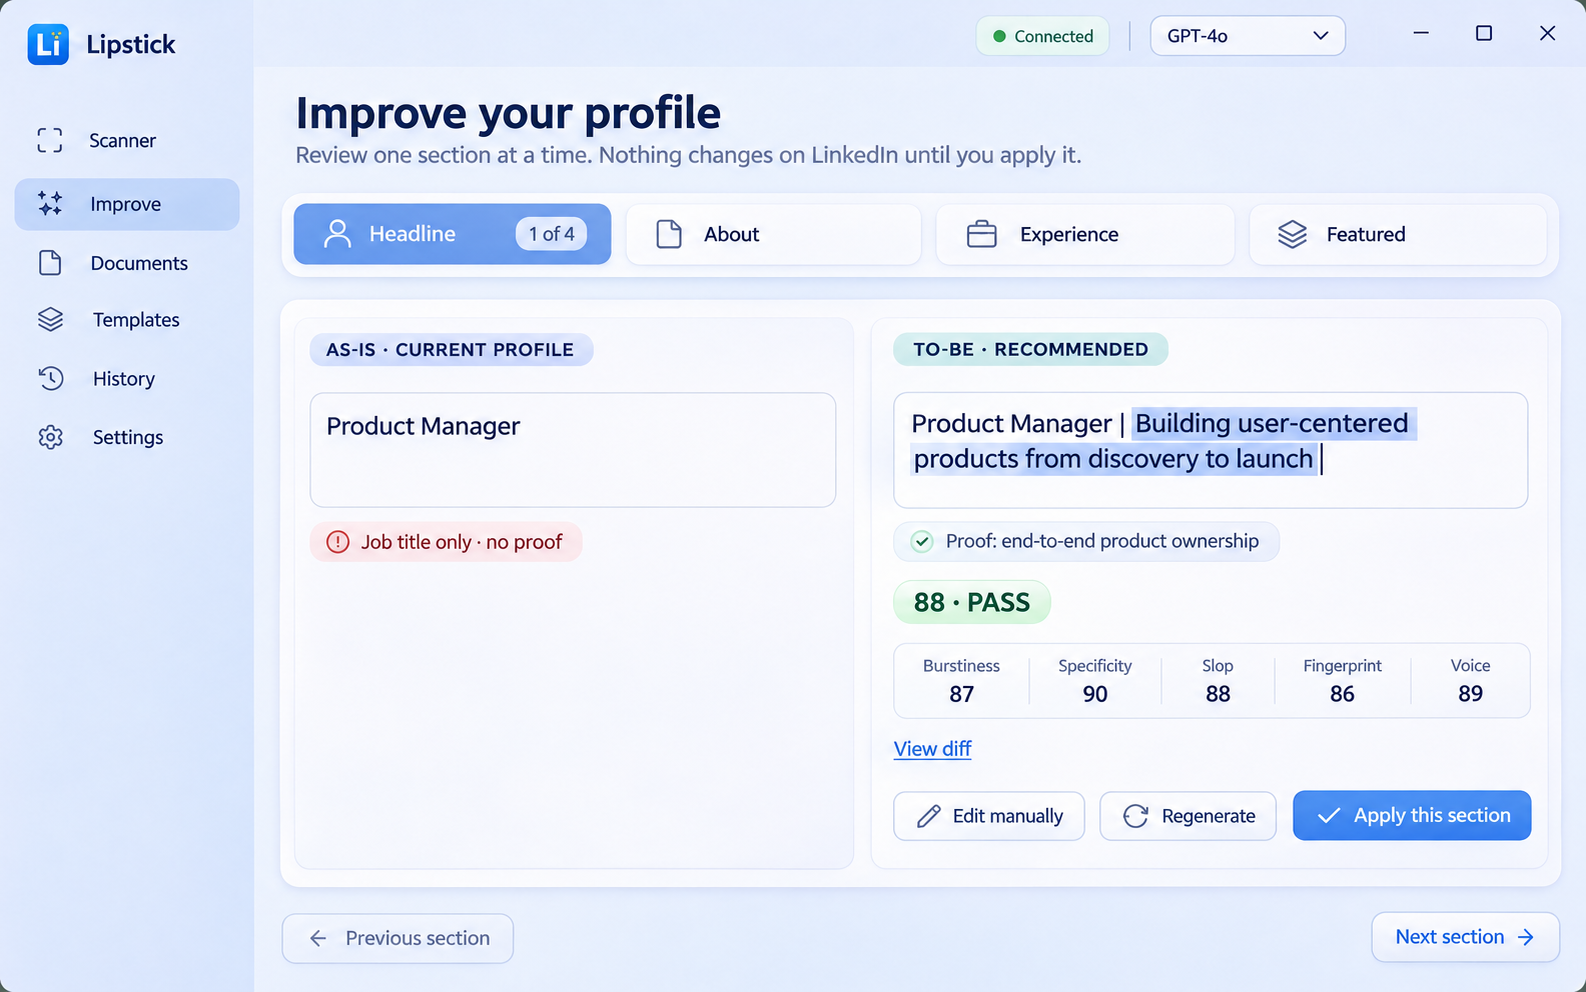 Li
Lipstick
Connected
GPT-4o
Scanner
Improve
Documents
Templates
History
Settings
Improve your profile
Review one section at a time. Nothing changes on LinkedIn until you apply it.
Headline
1 of 4
About
Experience
Featured
AS-IS · CURRENT PROFILE
Product Manager
Job title only · no proof
TO-BE · RECOMMENDED
Product Manager | Building user-centered
products from discovery to launch
Proof: end-to-end product ownership
88 · PASS
Burstiness
87
Specificity
90
Slop
88
Fingerprint
86
Voice
89
View diff
Edit manually
Regenerate
Apply this section
Previous section
Next section